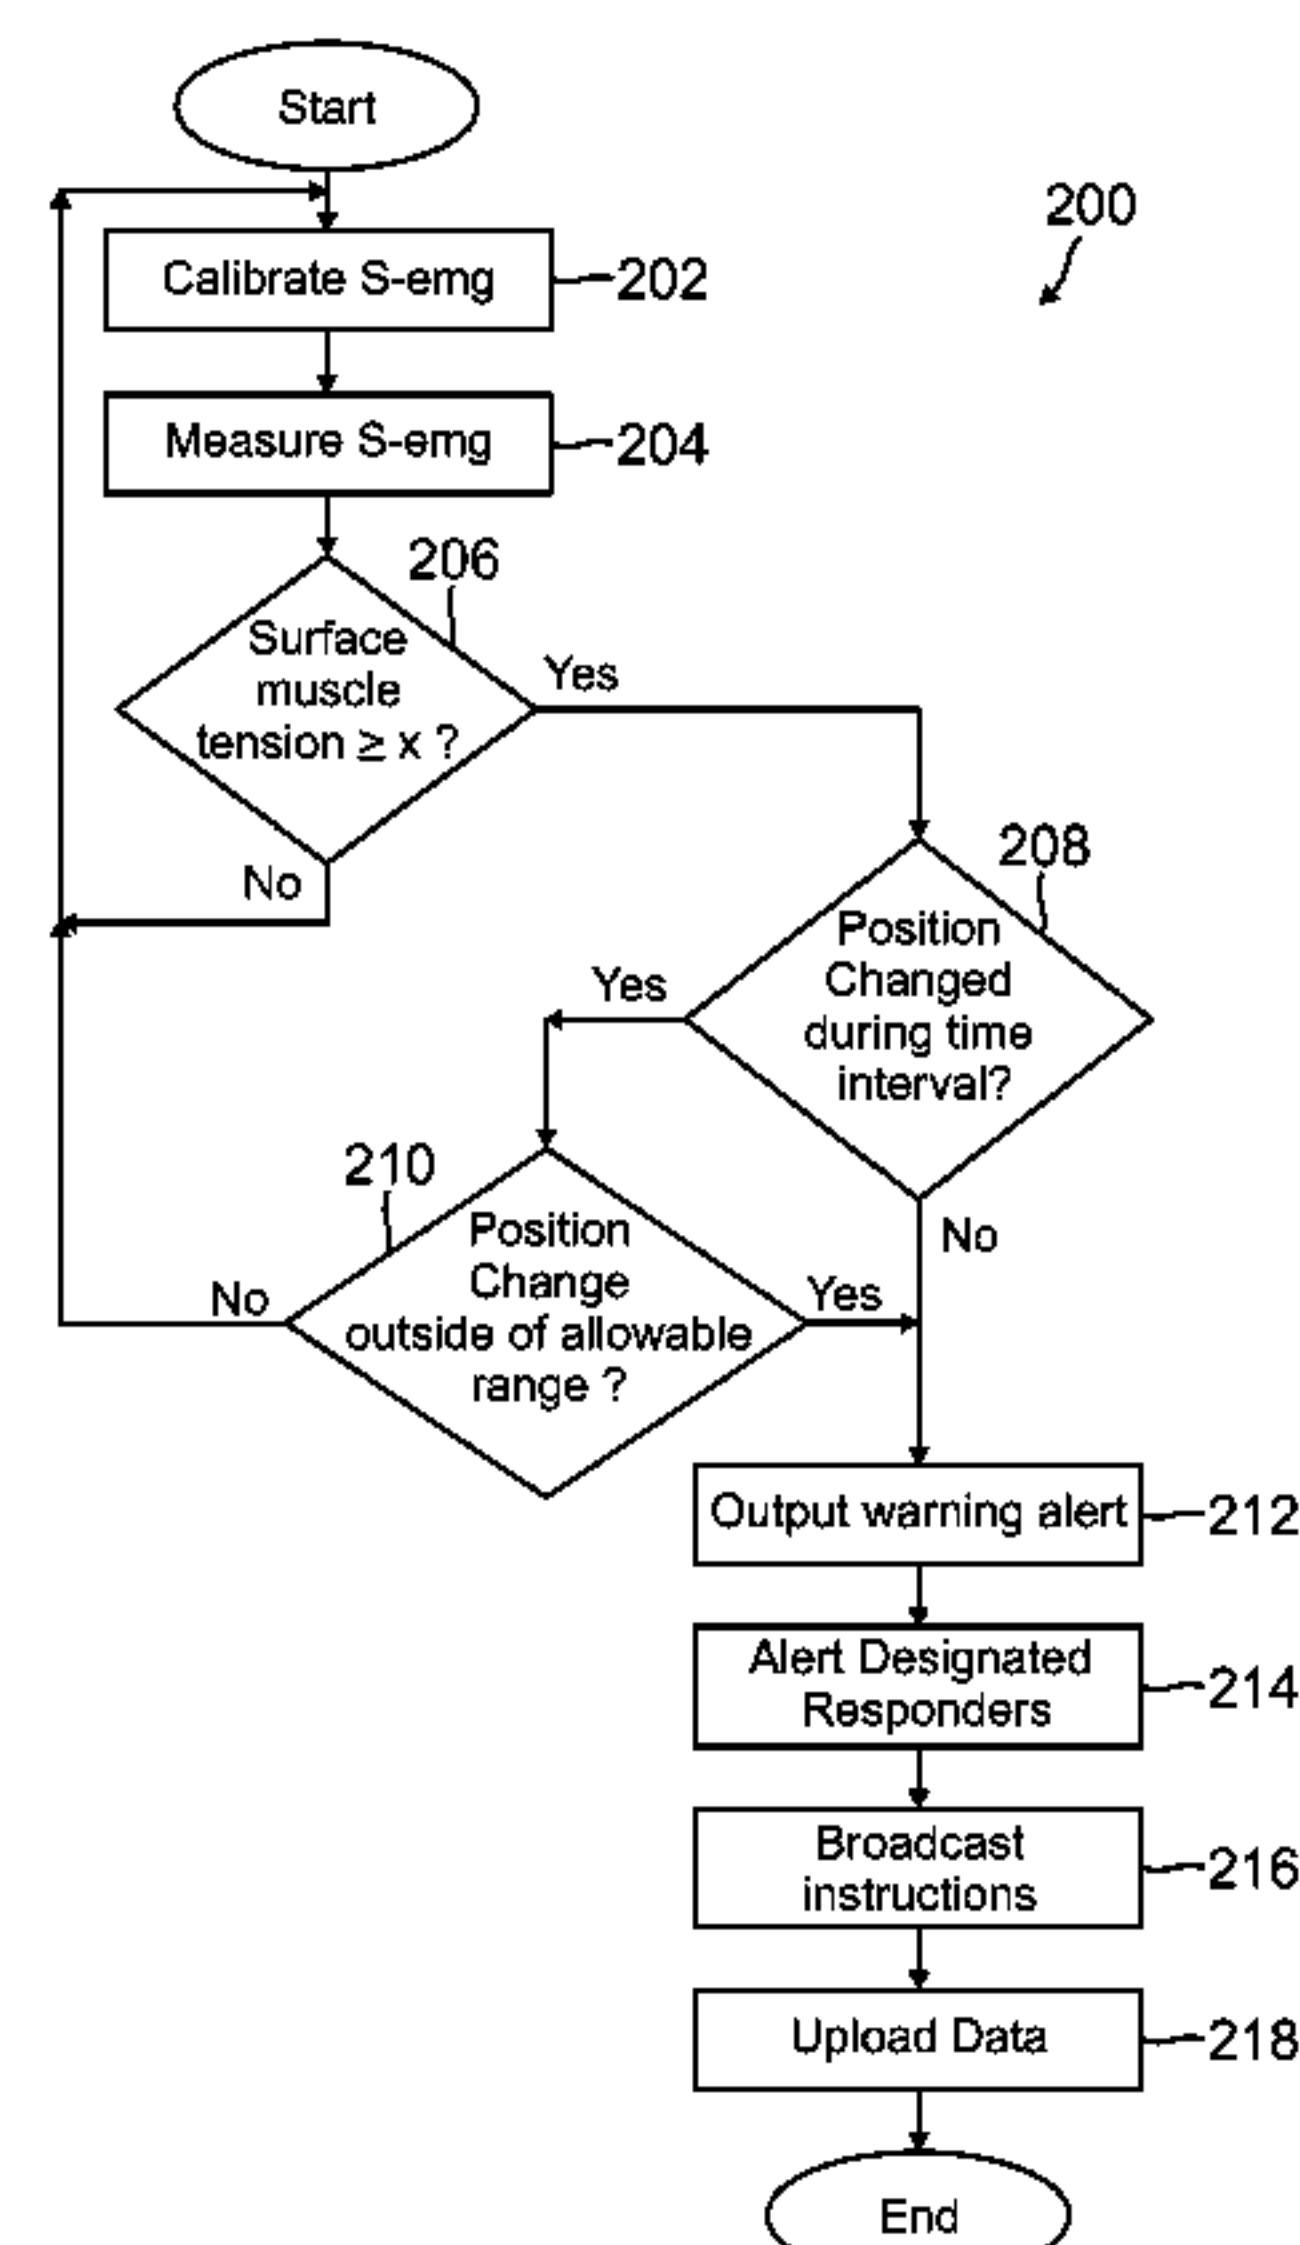 Start
200
Calibrate S-emg
202
Measure S-emg
204
206
Surface
muscle
tension ≥ x ?
Yes
No
208
Position
Changed
during time
interval?
Yes
No
210
Position
Change
outside of allowable
range ?
No
Yes
Output warning alert
212
Alert Designated
Responders
214
Broadcast
instructions
216
Upload Data
218
End